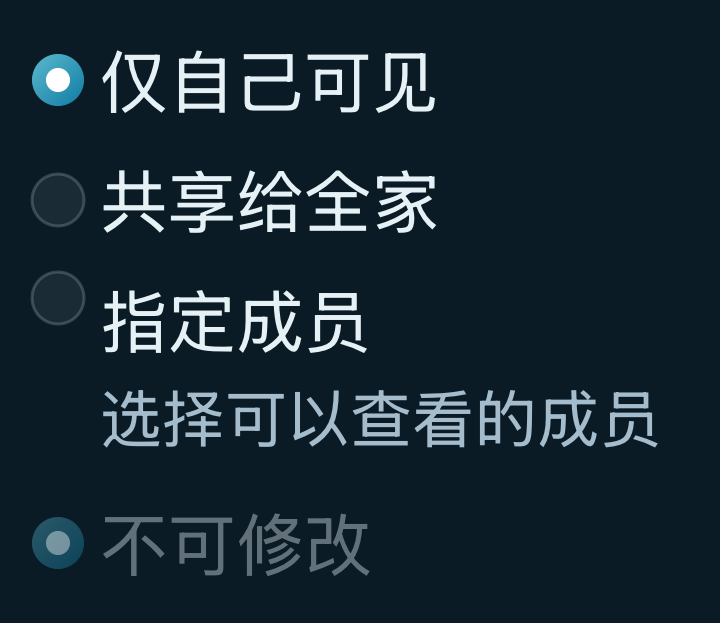 仅自己可见
共享给全家
指定成员
选择可以查看的成员
不可修改